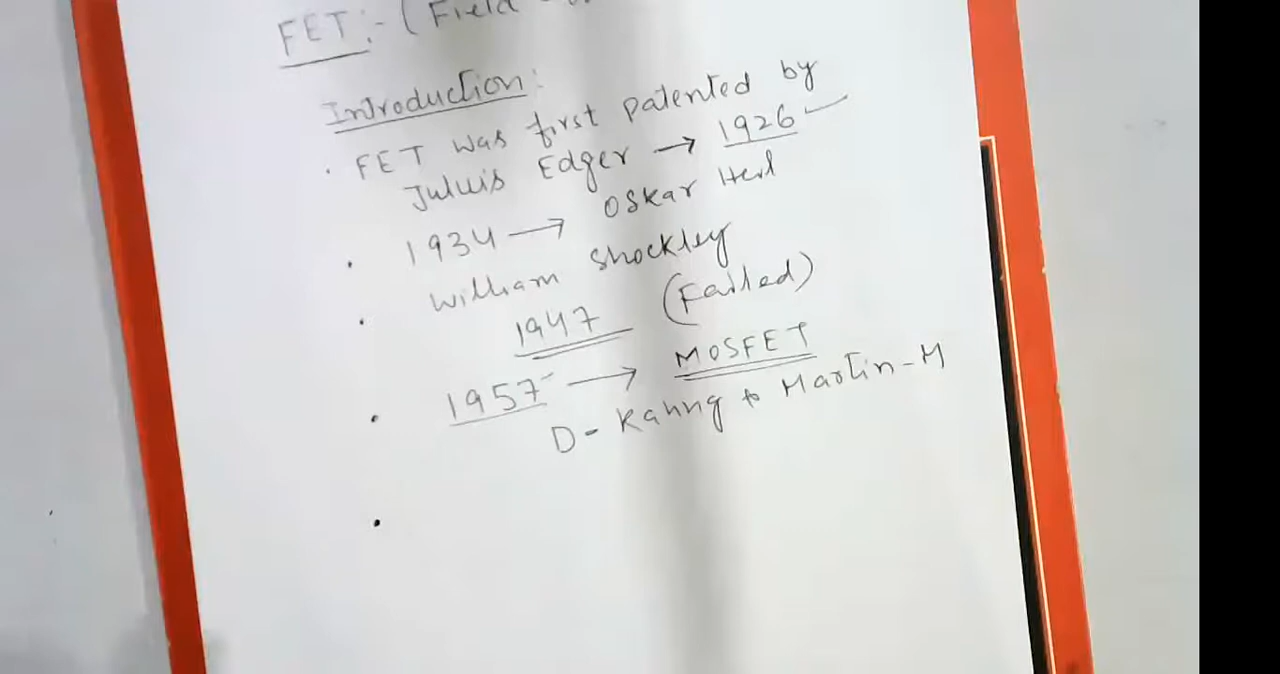 FET :- ( Field -
Introduction :
· FET was first patented by
Juluis Edger → 1926
· 1934 → Oskar Heil
· William Shockley
1947 (Failed)
· 1957 → MOSFET
D- Kahng & Martin-M
·